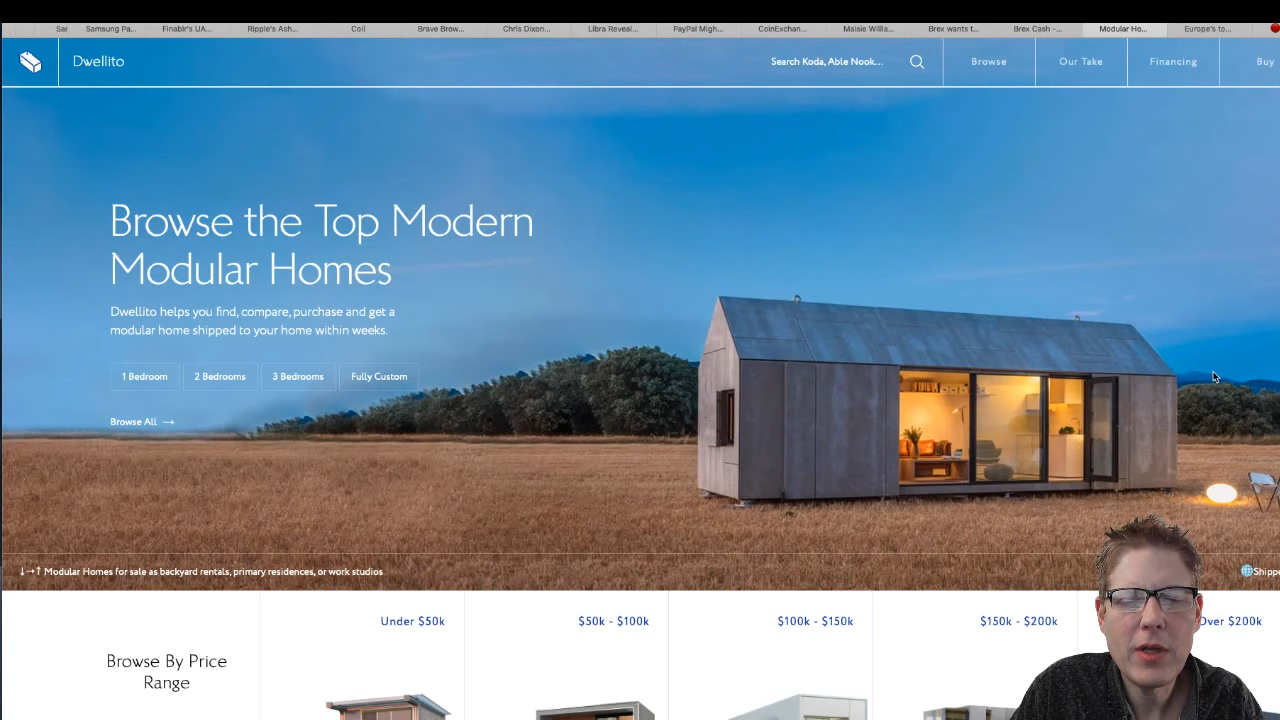 Sar
Samsung Pa...
Finablr's UA...
Ripple's Ash..
Coil
Brave Brow...
Chris Dixon...
Libra Reveal...
PayPal Migh...
CoinExchan...
Maisie Willia...
Brex wants t...
Brex Cash -...
Modular Ho...
Europe's to...
Dwellito
Search Koda, Able Nook...
Browse
Our Take
Financing
Buy
Browse the Top Modern
Modular Homes
Dwellito helps you find, compare, purchase and get a
modular home shipped to your home within weeks.
1 Bedroom
2 Bedrooms
3 Bedrooms
Fully Custom
Browse All →
↓→↑ Modular Homes for sale as backyard rentals, primary residences, or work studios
Shippe
Under $50k
$50k - $100k
$100k - $150k
$150k - $200k
Over $200k
Browse By Price
Range